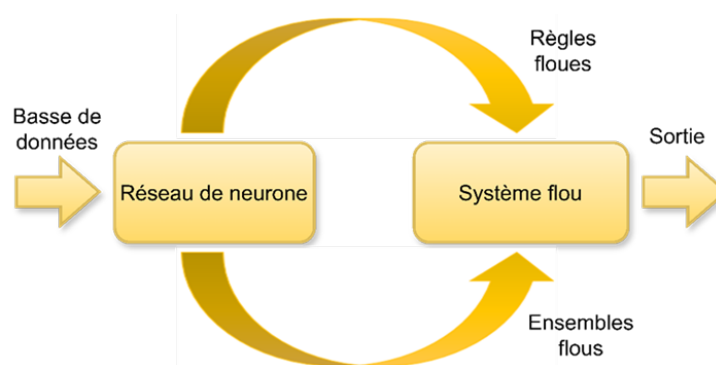 Règles
floues
Basse de
données
Sortie
Réseau de neurone
Système flou
Ensembles
flous